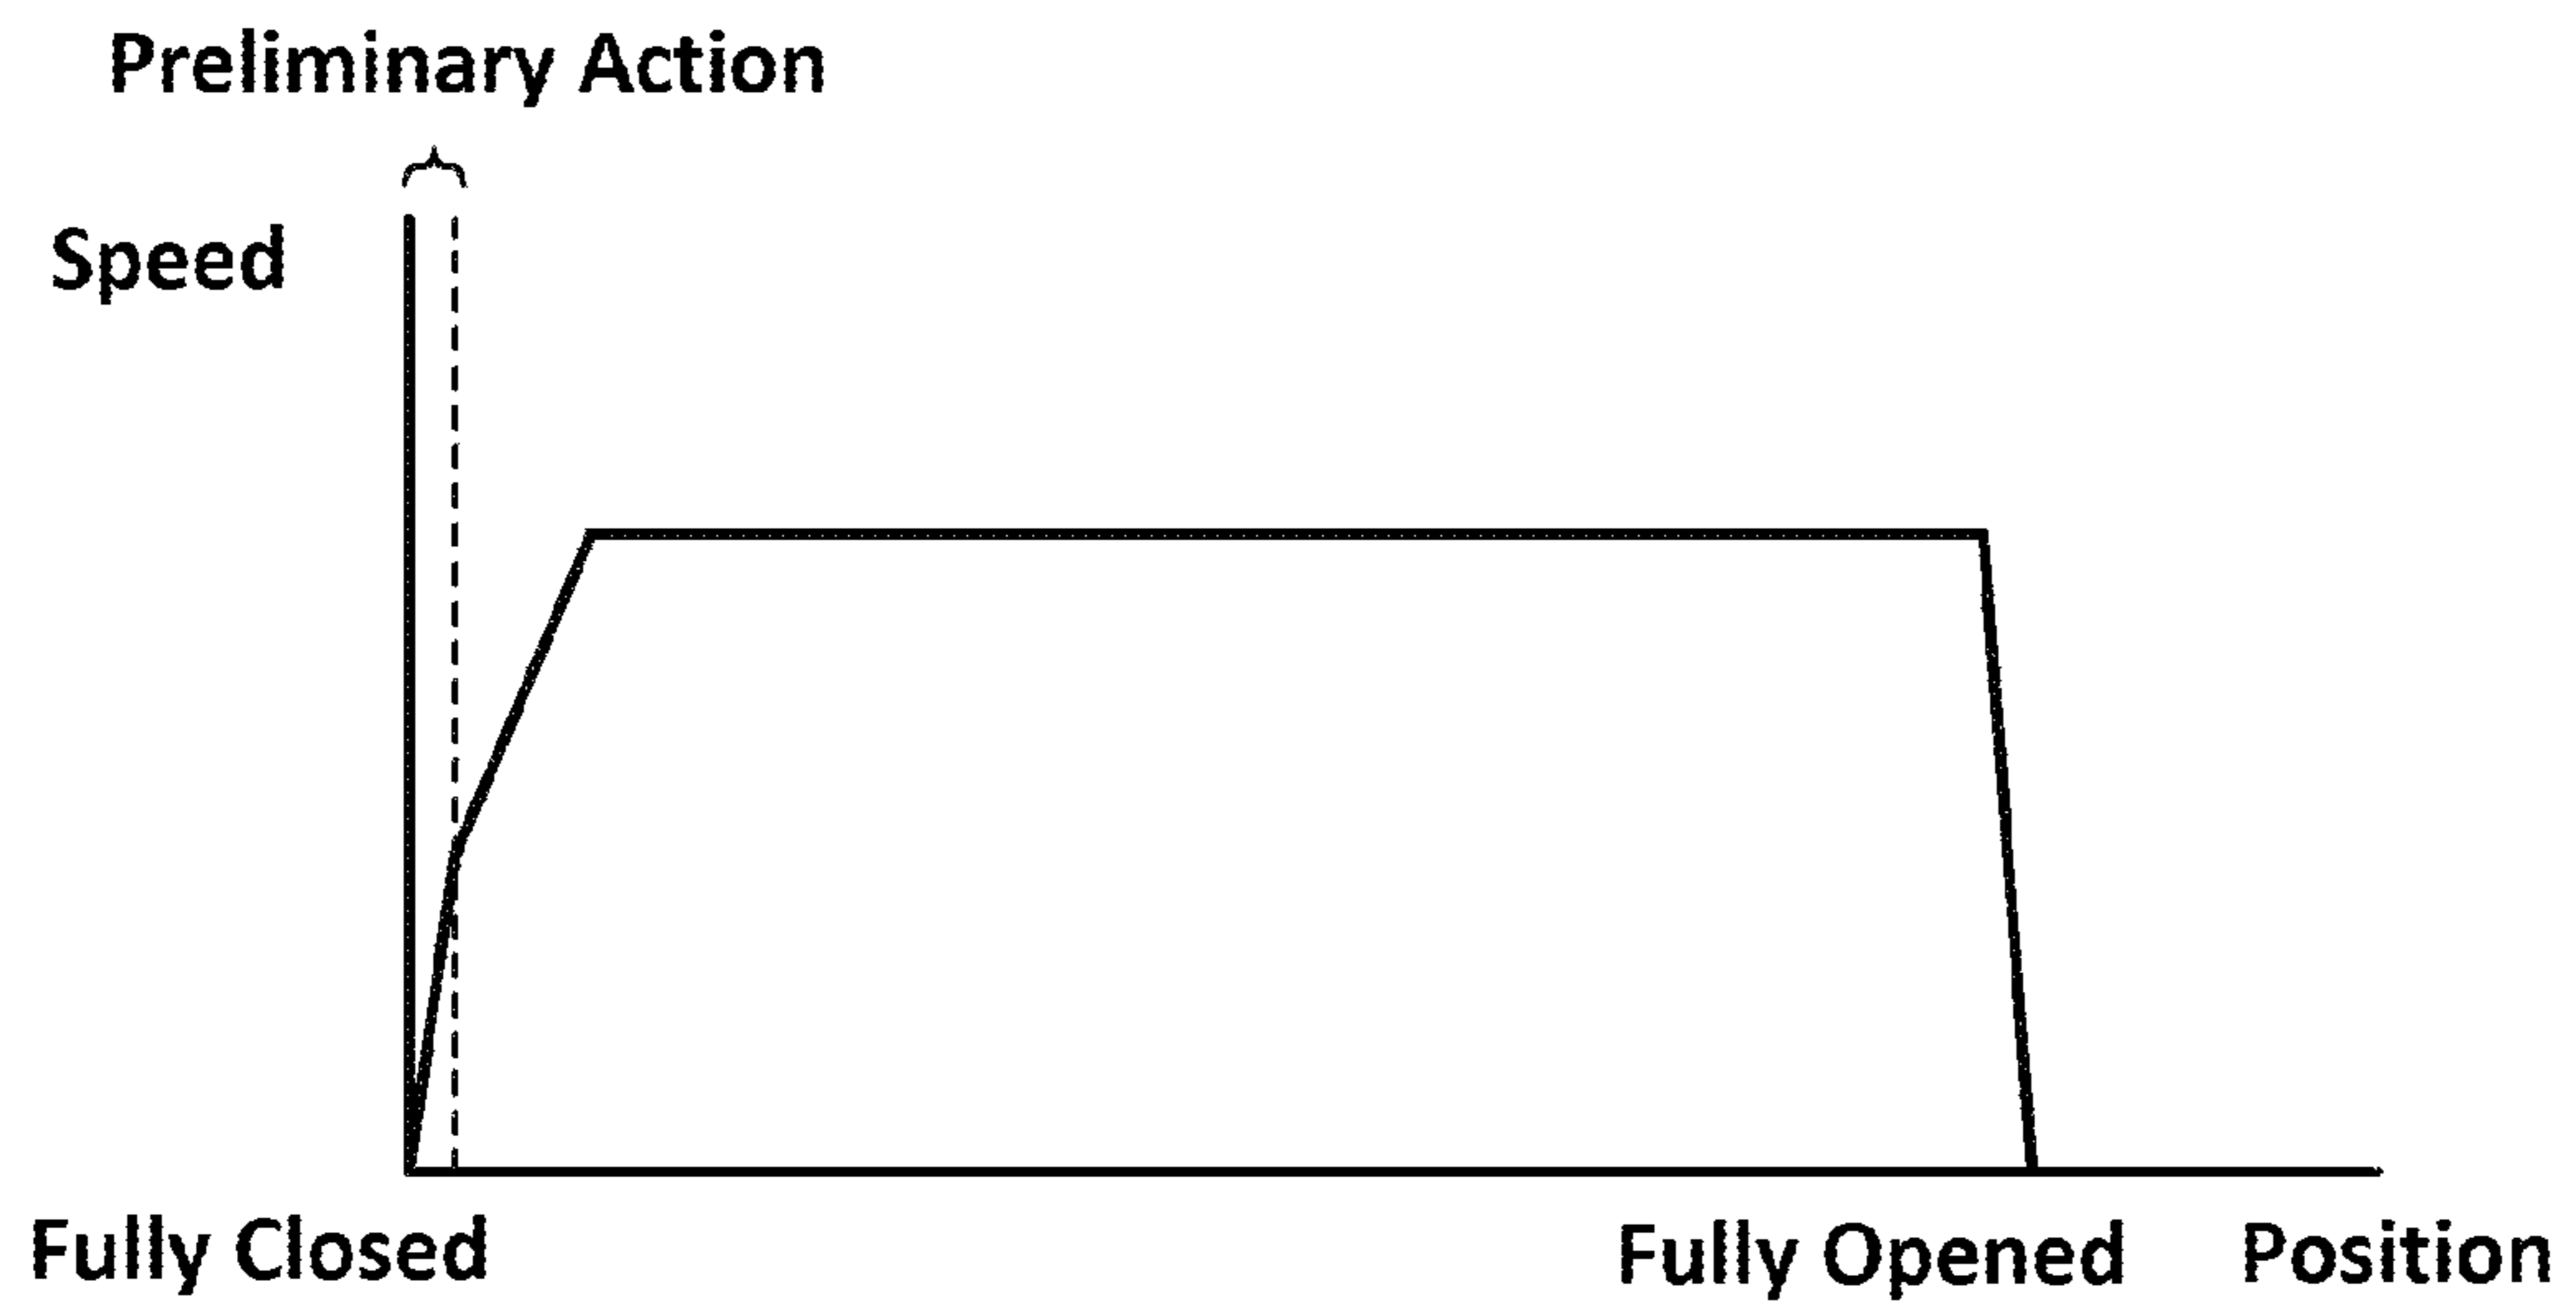 Preliminary Action
Speed
Fully Closed
Fully Opened
Position